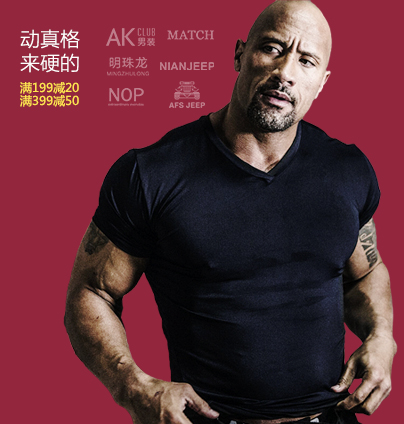 动真格
来硬的
满199减20
满399减50
AK CLUB 男装
MATCH
明珠龙
MINGZHULONG
NIANJEEP
NOP
AFS JEEP